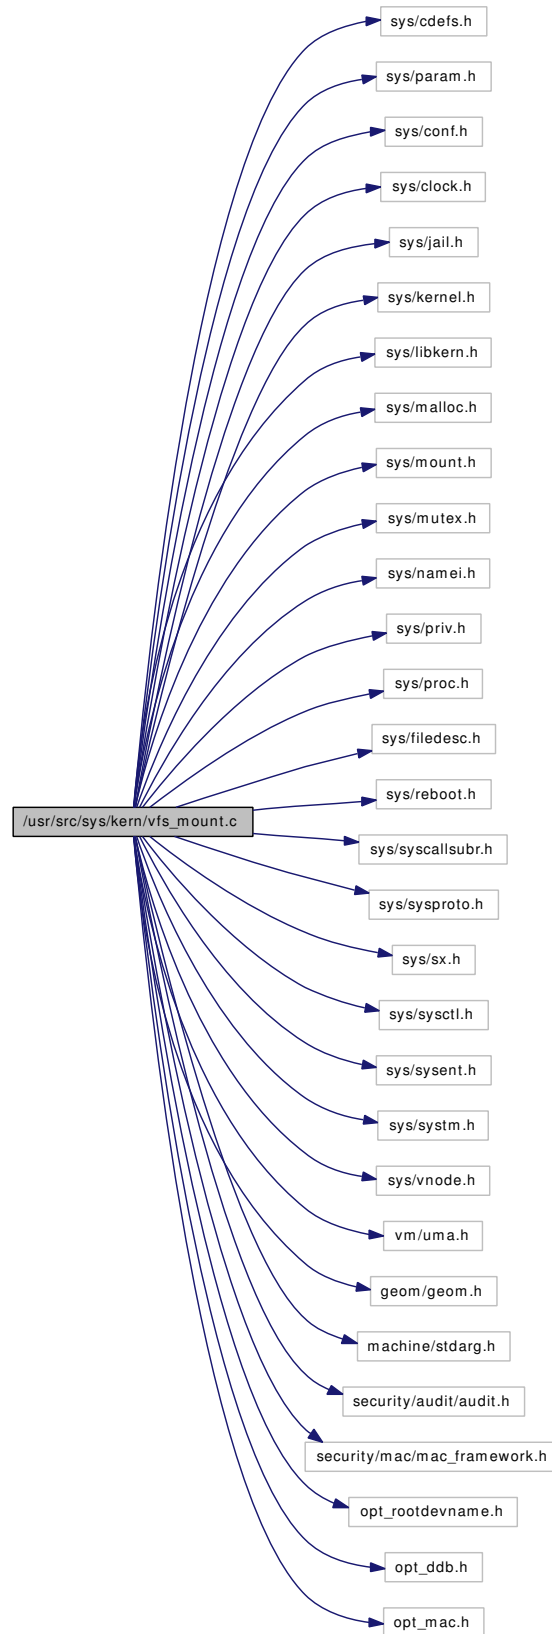 sys/cdefs.h
sys/param.h
sys/conf.h
sys/clock.h
sys/jail.h
sys/kernel.h
sys/libkern.h
sys/malloc.h
sys/mount.h
sys/mutex.h
sys/namei.h
sys/priv.h
sys/proc.h
sys/filedesc.h
sys/reboot.h
/usr/src/sys/kern/vfs_mount.c
sys/syscallsubr.h
sys/sysproto.h
sys/sx.h
sys/sysctl.h
sys/sysent.h
sys/systm.h
sys/vnode.h
vm/uma.h
geom/geom.h
machine/stdarg.h
security/audit/audit.h
security/mac/mac_framework.h
opt_rootdevname.h
opt_ddb.h
opt_mac.h